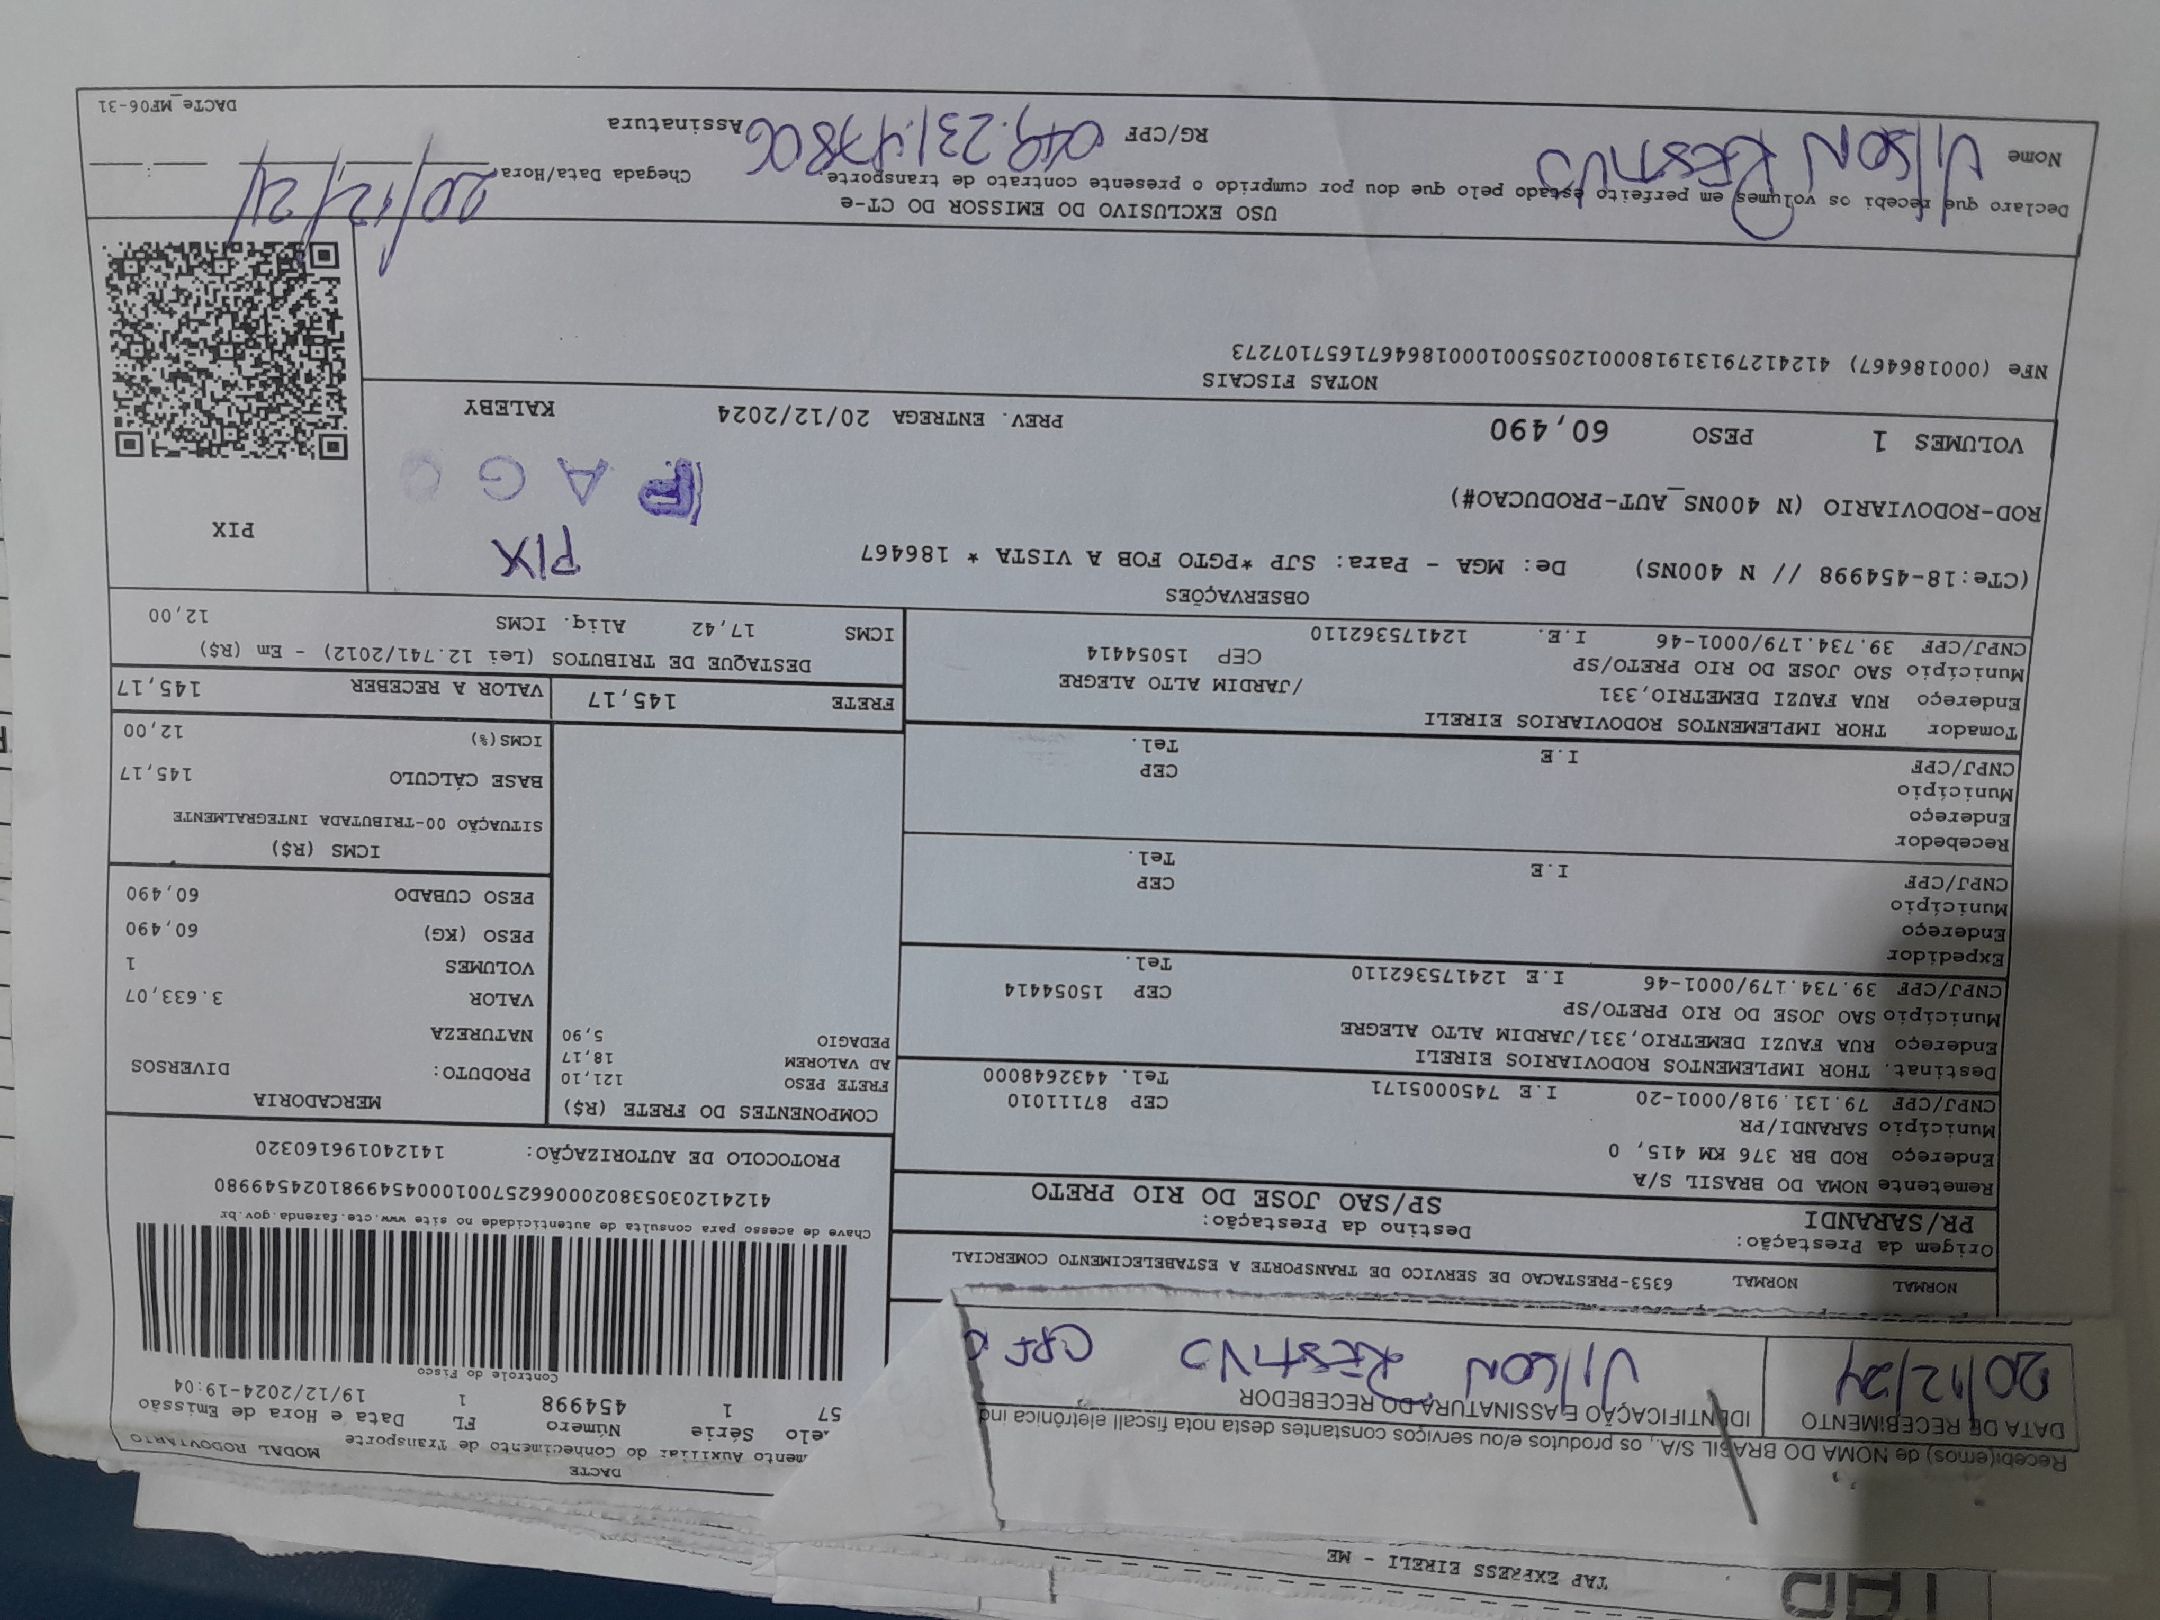 TAP EXPRESS EIRELI - ME
Recebi(emos) de NOMA DO BRASIL S/A., os produtos e/ou serviços constantes desta nota fiscall eletrônica ind
DATA DE RECEBIMENTO
IDENTIFICAÇÃO E ASSINATURA DO RECEBEDOR
20/12/24
VILSON RESTIVO CPF 0
DACTE
mento Auxiliar do Conhecimento de Transporte
MODAL RODOVIÁRIO
elo Série Número FL Data e Hora de Emissão
57 1 454998 1 19/12/2024-19:04
Controle do Fisco
Chave de acesso para consulta de autenticidade no site www.cte.fazenda.gov.br
41241203053802000662570010004549981024549980
PROTOCOLO DE AUTORIZAÇÃO: 141240196160320
NORMAL NORMAL 6353-PRESTACAO DE SERVICO DE TRANSPORTE A ESTABELECIMENTO COMERCIAL
Origem da Prestação:
PR/SARANDI
Destino da Prestação:
SP/SAO JOSE DO RIO PRETO
Remetente NOMA DO BRASIL S/A
Endereço ROD BR 376 KM 415, 0
Município SARANDI/PR
CEP 87111010
CNPJ/CPF 79.131.918/0001-20 I.E 7450005171 Tel. 4432648000
Destinat. THOR IMPLEMENTOS RODOVIARIOS EIRELI
Endereço RUA FAUZI DEMETRIO,331/JARDIM ALTO ALEGRE
Município SAO JOSE DO RIO PRETO/SP
CEP 15054414
CNPJ/CPF 39.734.179/0001-46 I.E 124175362110 Tel.
Expedidor
Endereço
Município
CEP
CNPJ/CPF I.E Tel.
Recebedor
Endereço
Município
CEP
CNPJ/CPF I.E Tel.
Tomador THOR IMPLEMENTOS RODOVIARIOS EIRELI
Endereço RUA FAUZI DEMETRIO,331 /JARDIM ALTO ALEGRE
Município SAO JOSE DO RIO PRETO/SP CEP 15054414
CNPJ/CPF 39.734.179/0001-46 I.E. 124175362110
COMPONENTES DO FRETE (R$)
FRETE PESO 121,10
AD VALOREM 18,17
PEDAGIO 5,90
MERCADORIA
PRODUTO: DIVERSOS
NATUREZA
VALOR 3.633,07
VOLUMES 1
PESO (KG) 60,490
PESO CUBADO 60,490
ICMS (R$)
SITUAÇÃO 00-TRIBUTADA INTEGRALMENTE
BASE CÁLCULO 145,17
ICMS(%) 12,00
FRETE 145,17
VALOR A RECEBER 145,17
DESTAQUE DE TRIBUTOS (Lei 12.741/2012) - Em (R$)
ICMS 17,42 Aliq. ICMS 12,00
OBSERVAÇÕES
(CTe:18-454998 // N 400NS) De: MGA - Para: SJP *PGTO FOB A VISTA * 186467
PIX
PIX
ROD-RODOVIARIO (N 400NS_AUT-PRODUCAO#)
PAGO
VOLUMES 1 PESO 60,490 PREV. ENTREGA 20/12/2024 KALEBY
NOTAS FISCAIS
NFe (000186467) 41241279131918000120550010001864671657107273
USO EXCLUSIVO DO EMISSOR DO CT-e
Declaro que recebi os volumes em perfeito estado pelo que dou por cumprido o presente contrato de transporte.
Chegada Data/Hora
20/12/24
Nome VILSON RESTIVO RG/CPF 049.231.478 06 Assinatura
DACTe_MF06-31